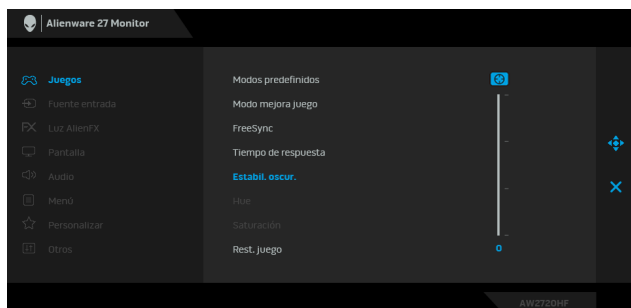 Alienware 27 Monitor
Juegos
Fuente entrada
Luz AlienFX
Pantalla
Audio
Menú
Personalizar
Otros
Modos predefinidos
Modo mejora juego
FreeSync
Tiempo de respuesta
Estabil. oscur.
Hue
Saturación
Rest. juego
0
AW2720HF